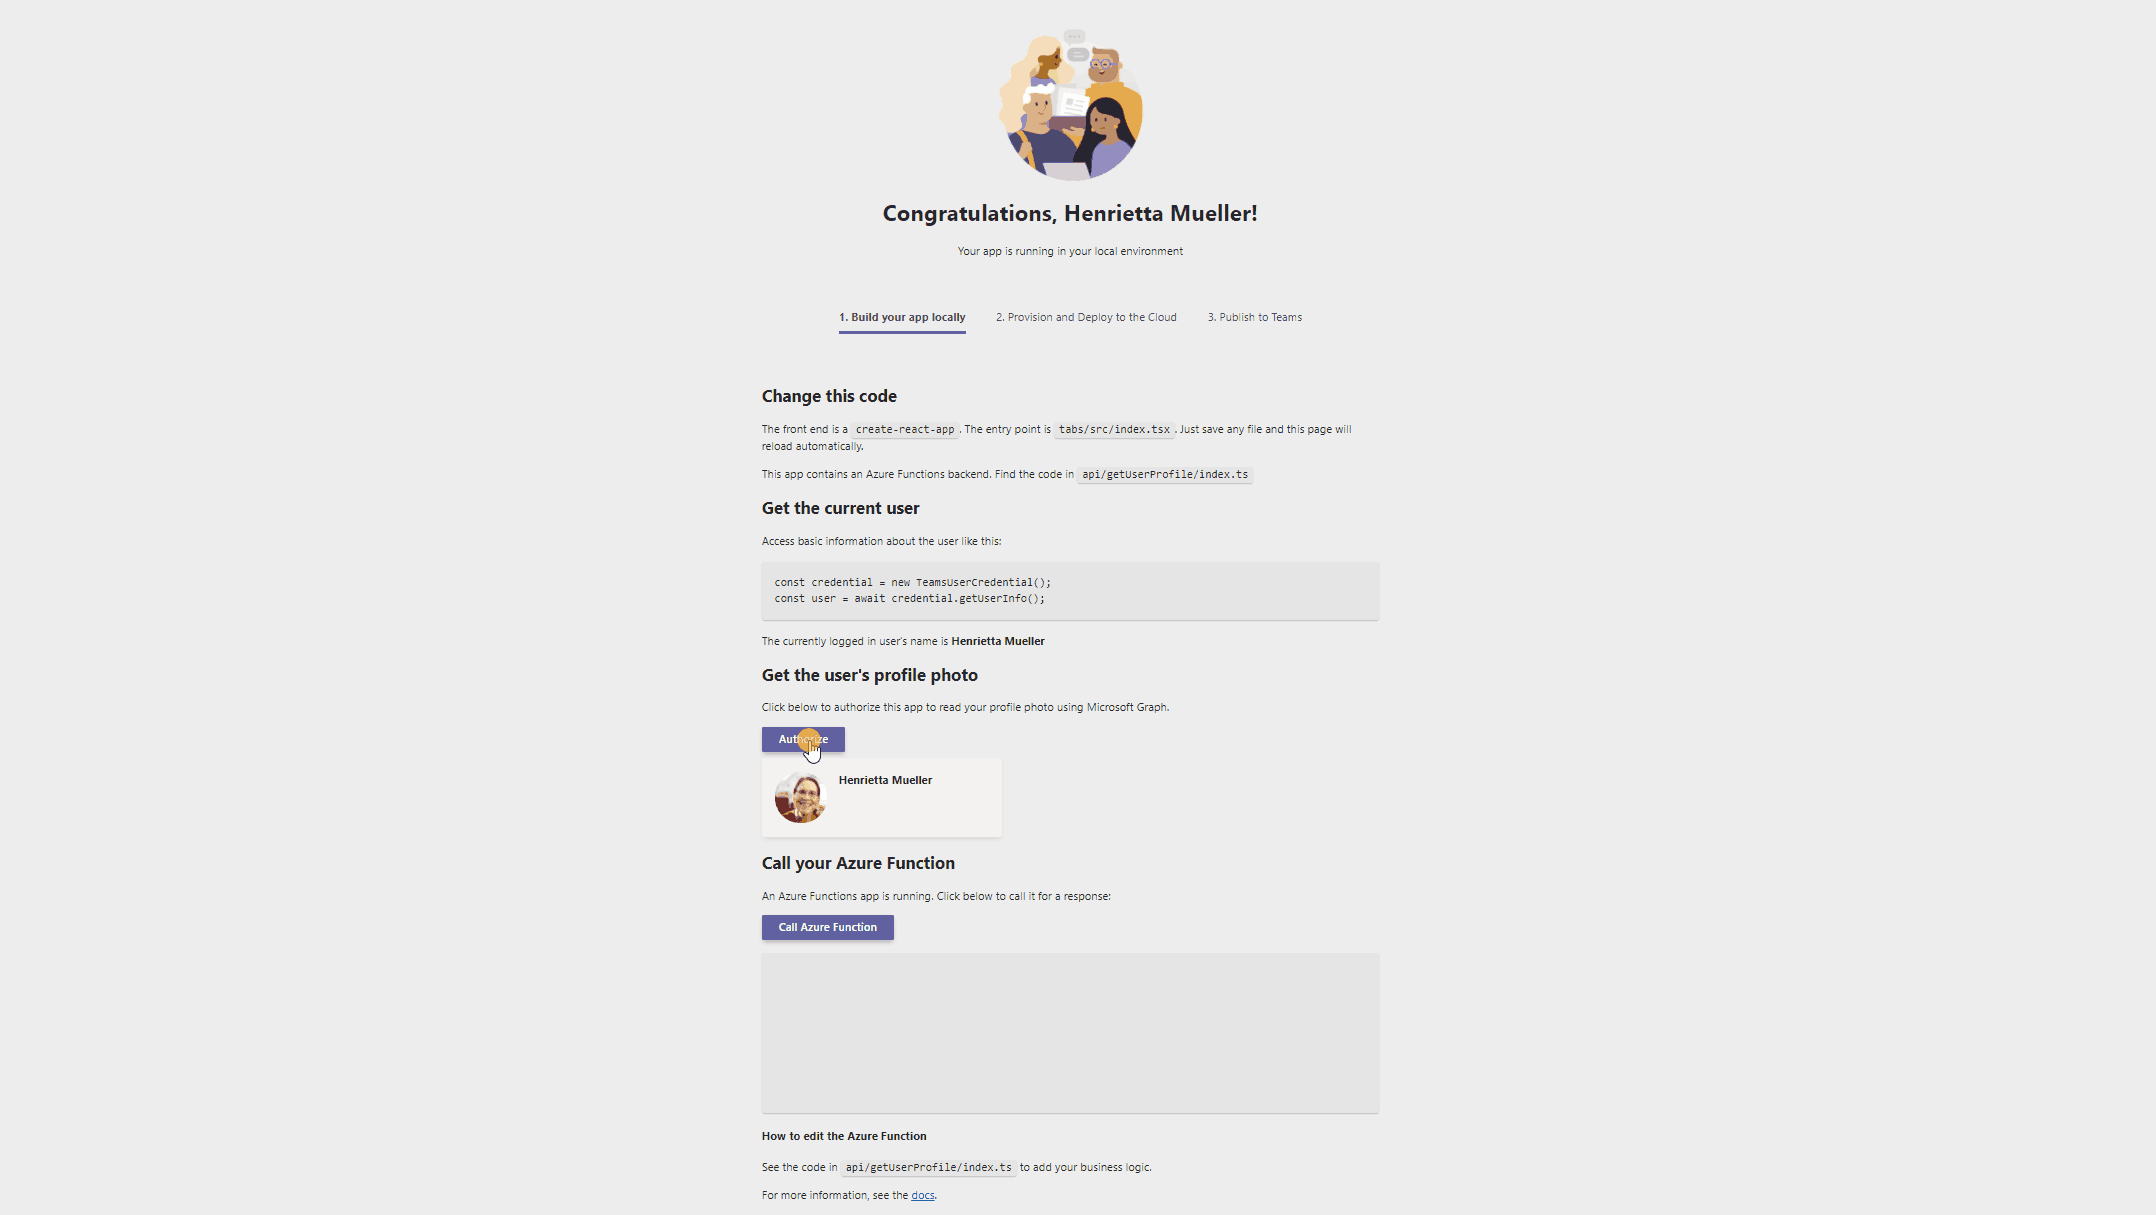 Congratulations, Henrietta Mueller!
Your app is running in your local environment
1. Build your app locally
2. Provision and Deploy to the Cloud
3. Publish to Teams
Change this code
The front end is a create-react-app. The entry point is tabs/src/index.tsx. Just save any file and this page will
reload automatically.
This app contains an Azure Functions backend. Find the code in api/getUserProfile/index.ts
Get the current user
Access basic information about the user like this:
const credential = new TeamsUserCredential();
const user = await credential.getUserInfo();
The currently logged in user's name is Henrietta Mueller
Get the user's profile photo
Click below to authorize this app to read your profile photo using Microsoft Graph.
Authorize
Henrietta Mueller
Call your Azure Function
An Azure Functions app is running. Click below to call it for a response:
Call Azure Function
How to edit the Azure Function
See the code in api/getUserProfile/index.ts to add your business logic.
For more information, see the docs.